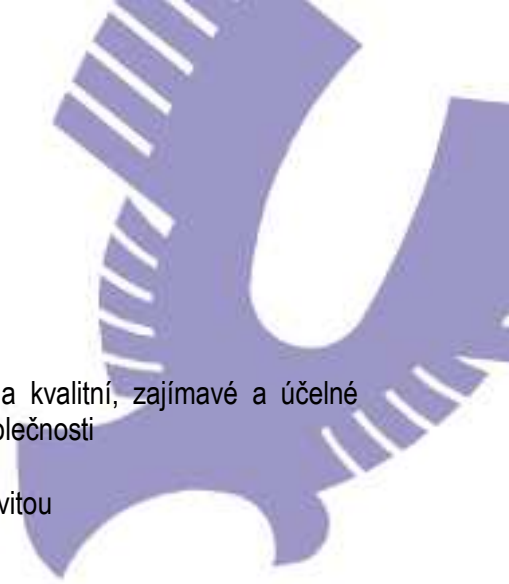 a kvalitní, zajímavé a účelné
olečnosti
vitou